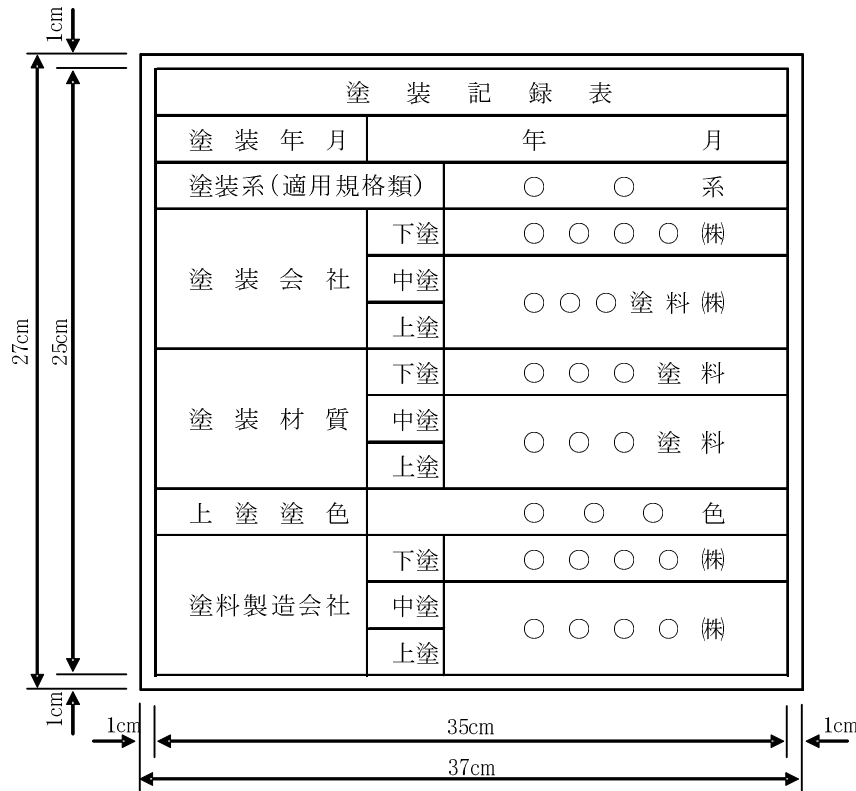 1cm
27cm
25cm
塗装記録表
塗装年月 年 月
塗装系(適用規格類) ○ ○ 系
塗装会社 下塗 ○○○○㈱
中塗 ○○○塗料㈱
上塗
塗装材質 下塗 ○○○塗料
中塗 ○○○塗料
上塗
上塗塗色 ○○○色
塗料製造会社 下塗 ○○○○㈱
中塗 ○○○○㈱
上塗
1cm
1cm 35cm 1cm
37cm